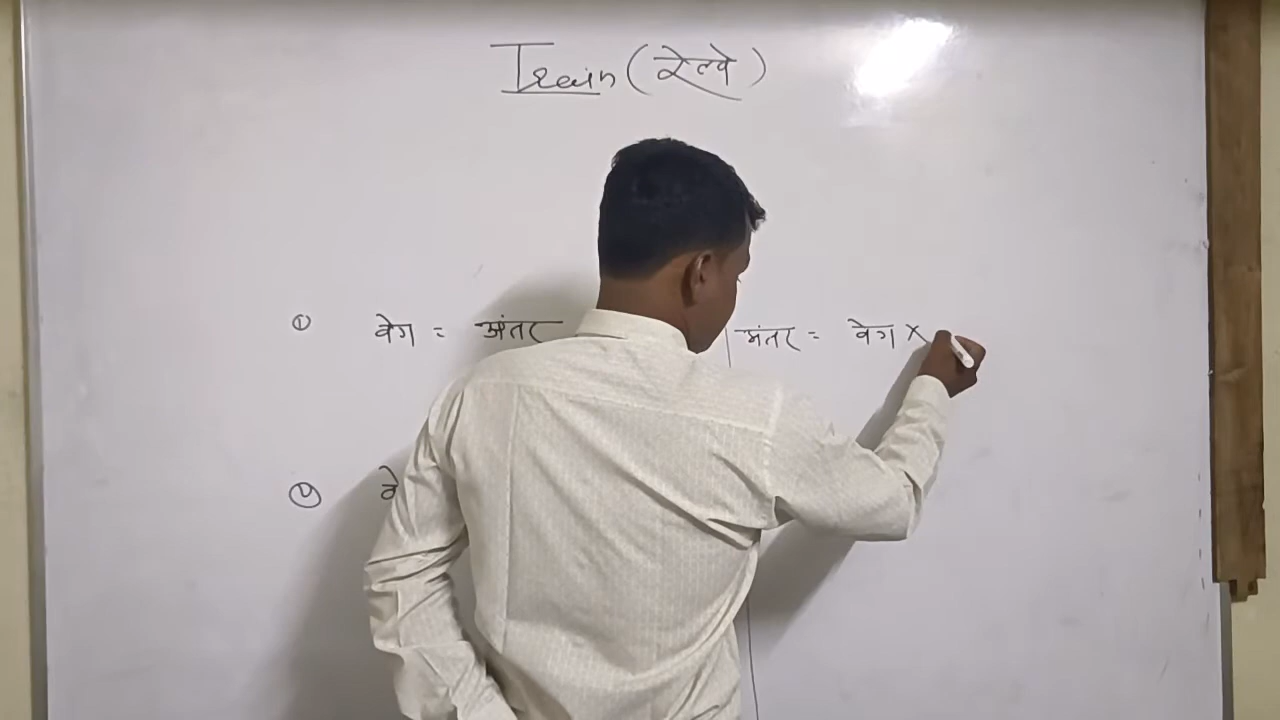 Train (रेल्वे)
① वेग = अंतर
अंतर = वेग ×
② वे